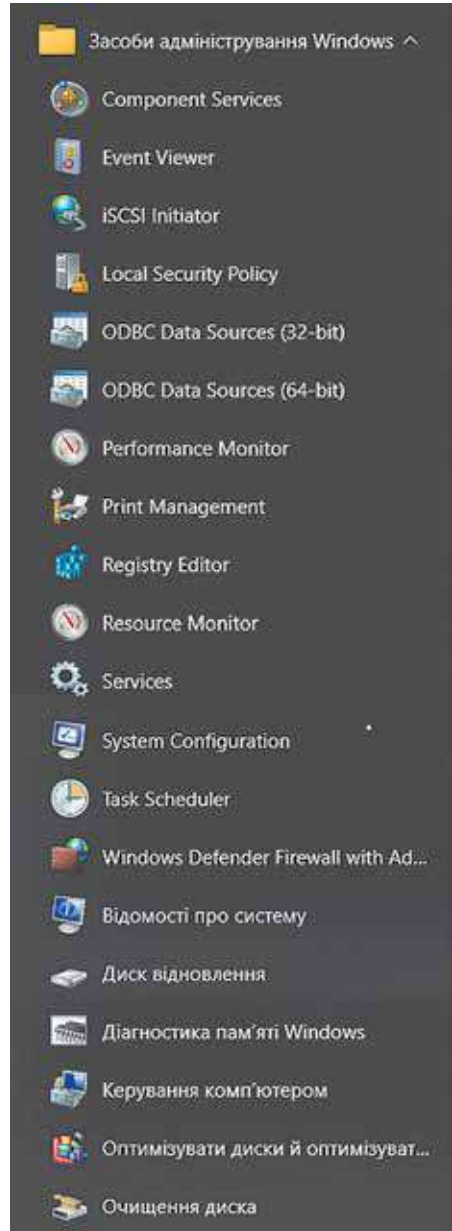 Засоби адміністрування Windows
Component Services
Event Viewer
iSCSI Initiator
Local Security Policy
ODBC Data Sources (32-bit)
ODBC Data Sources (64-bit)
Performance Monitor
Print Management
Registry Editor
Resource Monitor
Services
System Configuration
Task Scheduler
Windows Defender Firewall with Ad...
Відомості про систему
Диск відновлення
Діагностика пам'яті Windows
Керування комп'ютером
Оптимізувати диски й оптимізуват...
Очищення диска